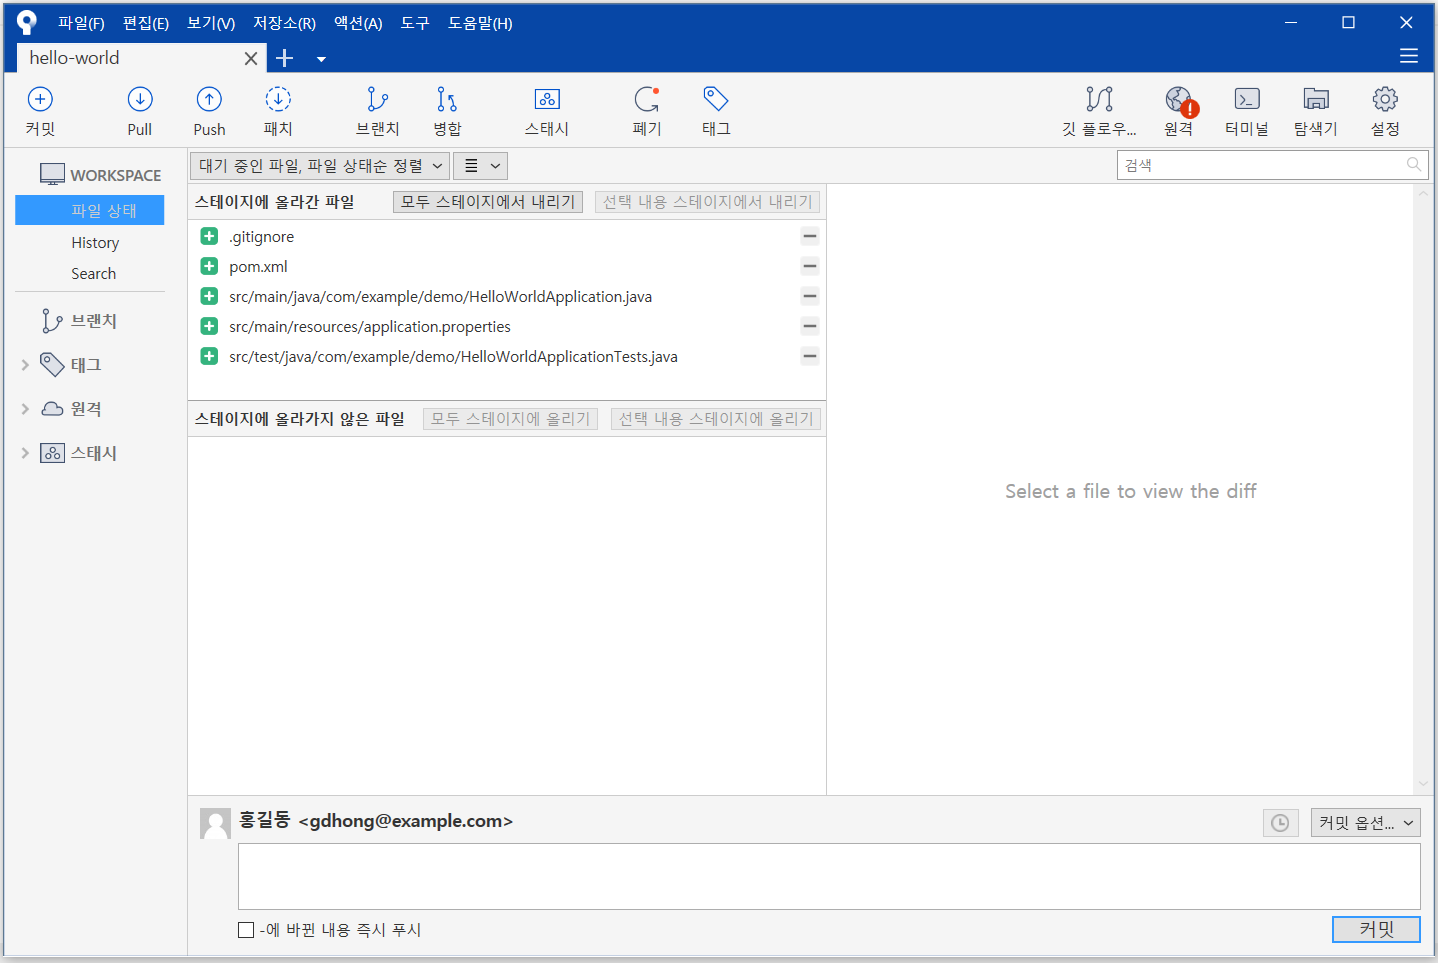 파일(F) 편집(E) 보기(V) 저장소(R) 액션(A) 도구 도움말(H)
hello-world
커밋 Pull Push 패치 브랜치 병합 스태시 폐기 태그 깃 플로우... 원격 터미널 탐색기 설정
WORKSPACE
파일 상태
History
Search
브랜치
태그
원격
스태시
대기 중인 파일, 파일 상태순 정렬
검색
스테이지에 올라간 파일 모두 스테이지에서 내리기 선택 내용 스테이지에서 내리기
.gitignore
pom.xml
src/main/java/com/example/demo/HelloWorldApplication.java
src/main/resources/application.properties
src/test/java/com/example/demo/HelloWorldApplicationTests.java
스테이지에 올라가지 않은 파일 모두 스테이지에 올리기 선택 내용 스테이지에 올리기
Select a file to view the diff
홍길동 <gdhong@example.com>
커밋 옵션...
-에 바뀐 내용 즉시 푸시
커밋